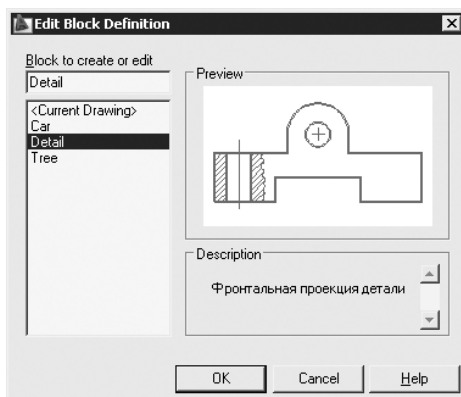 Edit Block Definition
Block to create or edit
Detail
<Current Drawing>
Car
Detail
Tree
Preview
Description
Фронтальная проекция детали
OK
Cancel
Help